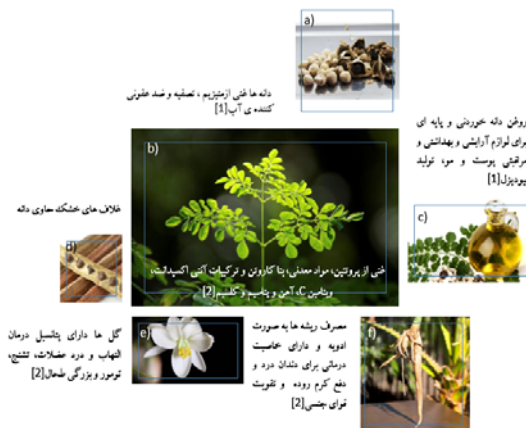 a)
دانه ها غنی ازمنیزیم ، تصفیه و ضد عفونی
کننده ی آب[1]
روغن دانه خوردنی و پایه ای
برای لوازم آرایشی و بهداشتی و
مراقبتی پوست و مو، تولید
بیودیزل[1]
b)
غنی از پروتئین، مواد معدنی، بتا کاروتن و ترکیبات آنتی اکسیدانت،
ویتامین C، آهن و پتاسیم و کلسیم[2]
c)
غلاف های خشک حاوی دانه
d)
گل ها دارای پتانسیل درمان
التهاب و درد عضلات، تشنج،
تومور و بزرگی طحال[2]
e)
مصرف ریشه ها به صورت
ادویه و دارای خاصیت
درمانی برای دندان درد و
دفع کرم روده و تقویت
قوای جنسی[2]
f)